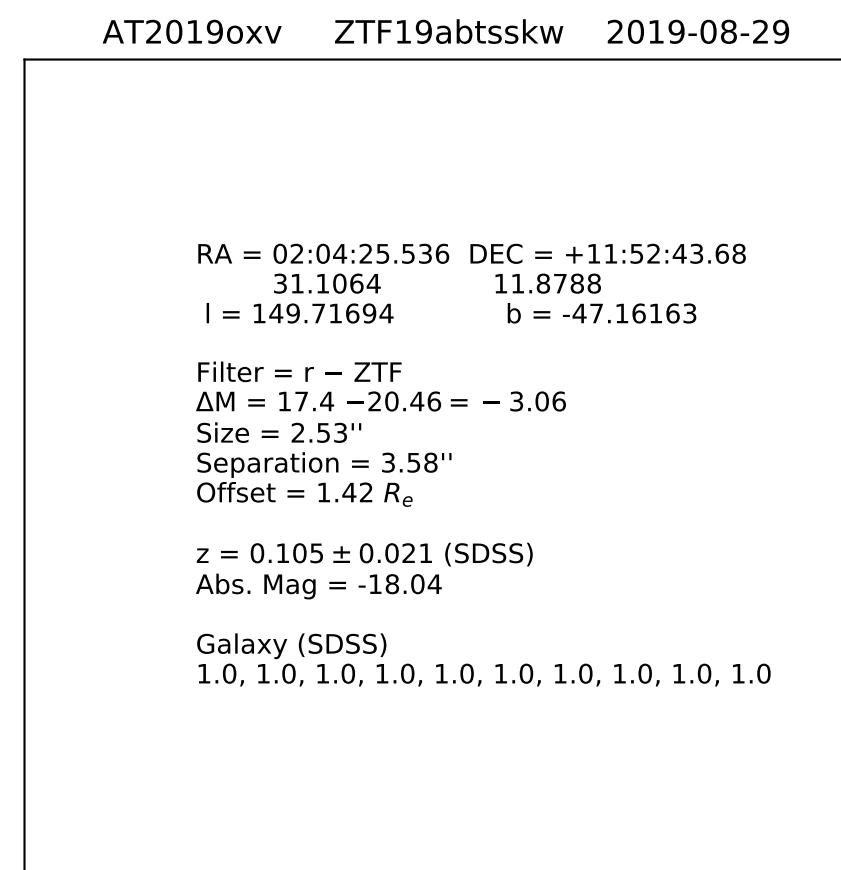 AT2019oxv ZTF19abtsskw 2019-08-29
RA = 02:04:25.536 DEC = +11:52:43.68
31.1064 11.8788
l = 149.71694 b = -47.16163
Filter = r − ZTF
ΔM = 17.4 −20.46 = − 3.06
Size = 2.53''
Separation = 3.58''
Offset = 1.42 Rₑ
z = 0.105 ± 0.021 (SDSS)
Abs. Mag = -18.04
Galaxy (SDSS)
1.0, 1.0, 1.0, 1.0, 1.0, 1.0, 1.0, 1.0, 1.0, 1.0